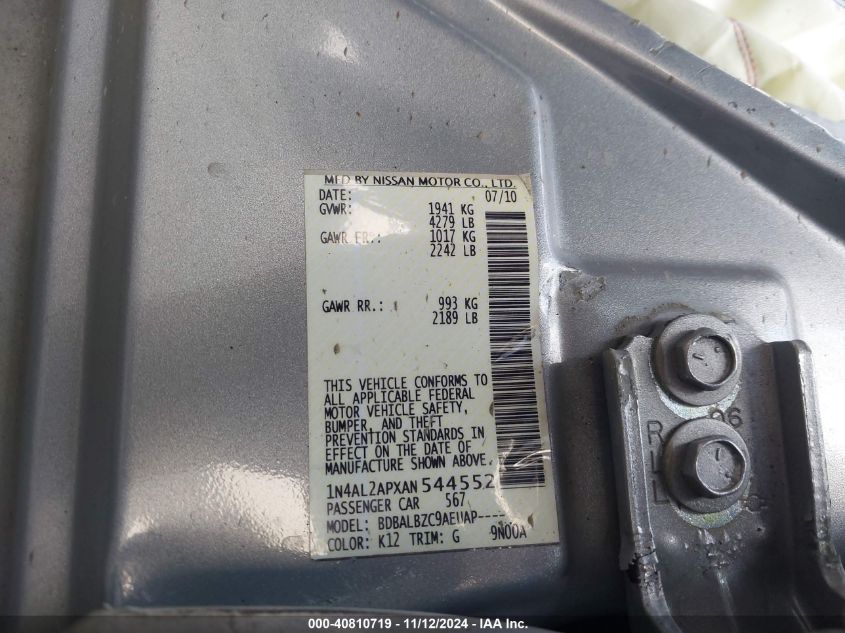 MFD BY NISSAN MOTOR CO., LTD.
DATE: 07/10
GVWR: 1941 KG
4279 LB
GAWR FR.: 1017 KG
2242 LB
GAWR RR.: 993 KG
2189 LB
THIS VEHICLE CONFORMS TO
ALL APPLICABLE FEDERAL
MOTOR VEHICLE SAFETY,
BUMPER, AND THEFT
PREVENTION STANDARDS IN
EFFECT ON THE DATE OF
MANUFACTURE SHOWN ABOVE.
1N4AL2APXAN544552
PASSENGER CAR 567
MODEL: BDBALBZC9AEUAP-----
COLOR: K12 TRIM: G 9N00A
R 06
L
000-40810719 - 11/12/2024 - IAA Inc.